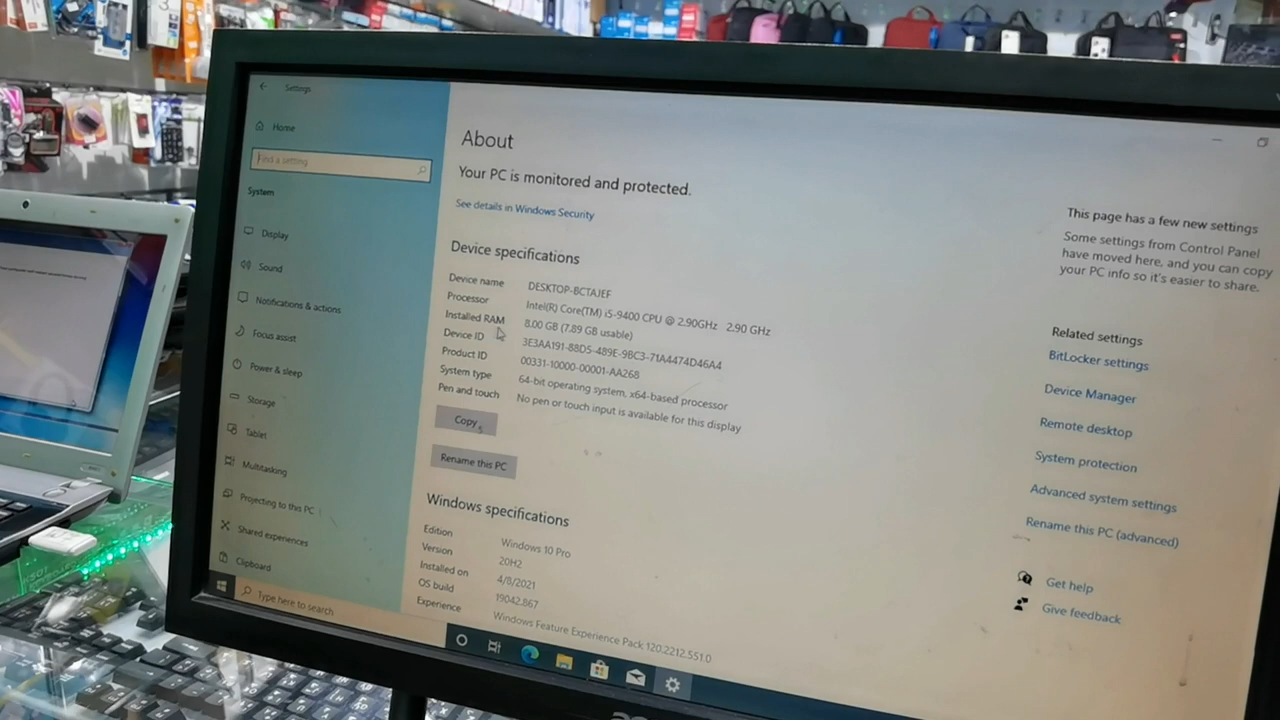 Settings
Home
Find a setting
System
Display
Sound
Notifications & actions
Focus assist
Power & sleep
Storage
Tablet
Multitasking
Projecting to this PC
Shared experiences
Clipboard
About
Your PC is monitored and protected.
See details in Windows Security
Device specifications
Device name DESKTOP-BCTAJEF
Processor Intel(R) Core(TM) i5-9400 CPU @ 2.90GHz 2.90 GHz
Installed RAM 8.00 GB (7.89 GB usable)
Device ID 3E3AA191-88D5-489E-9BC3-71A4474D46A4
Product ID 00331-10000-00001-AA268
System type 64-bit operating system, x64-based processor
Pen and touch No pen or touch input is available for this display
Copy
Rename this PC
Windows specifications
Edition Windows 10 Pro
Version 20H2
Installed on 4/8/2021
OS build 19042.867
Experience Windows Feature Experience Pack 120.2212.551.0
This page has a few new settings
Some settings from Control Panel
have moved here, and you can copy
your PC info so it's easier to share.
Related settings
BitLocker settings
Device Manager
Remote desktop
System protection
Advanced system settings
Rename this PC (advanced)
Get help
Give feedback
Type here to search